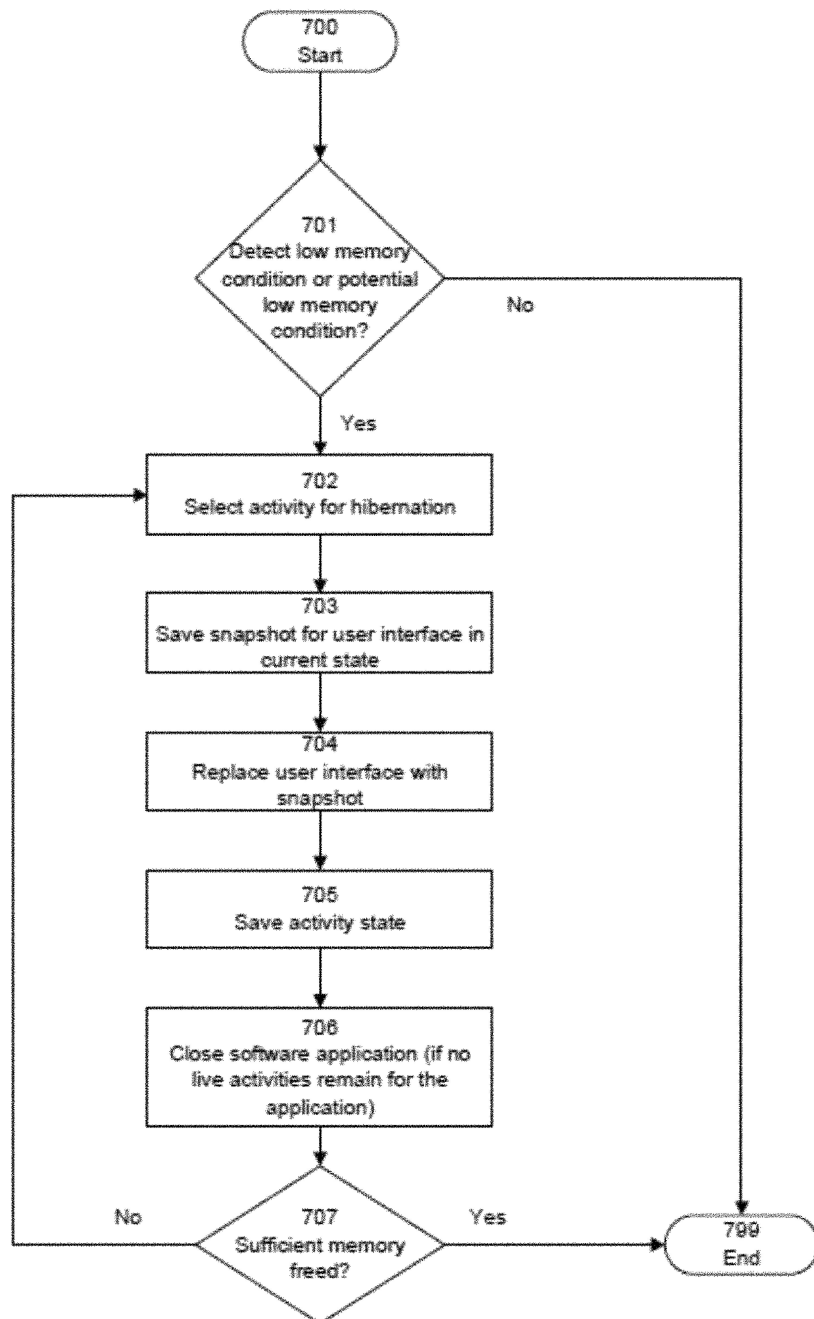 700
Start
701
Detect low memory
condition or potential
low memory
condition?
No
Yes
702
Select activity for hibernation
703
Save snapshot for user interface in
current state
704
Replace user interface with
snapshot
705
Save activity state
706
Close software application (if no
live activities remain for the
application)
No
707
Sufficient memory
freed?
Yes
799
End